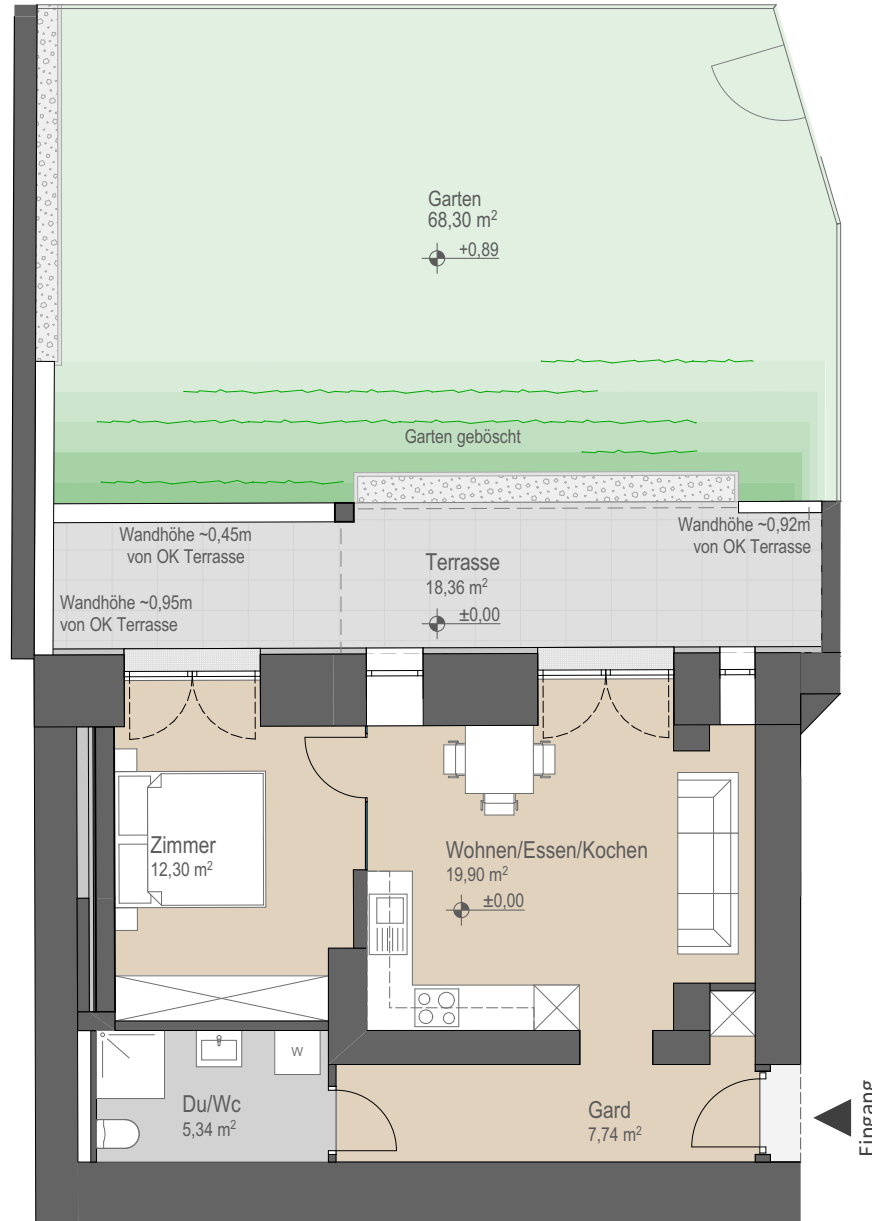 Garten
68,30 m²
+0,89
Garten geböscht
Wandhöhe ~0,45m
von OK Terrasse
Wandhöhe ~0,92m
von OK Terrasse
Terrasse
18,36 m²
±0,00
Wandhöhe ~0,95m
von OK Terrasse
Zimmer
12,30 m²
Wohnen/Essen/Kochen
19,90 m²
±0,00
W
Du/Wc
5,34 m²
Gard
7,74 m²
Eingang